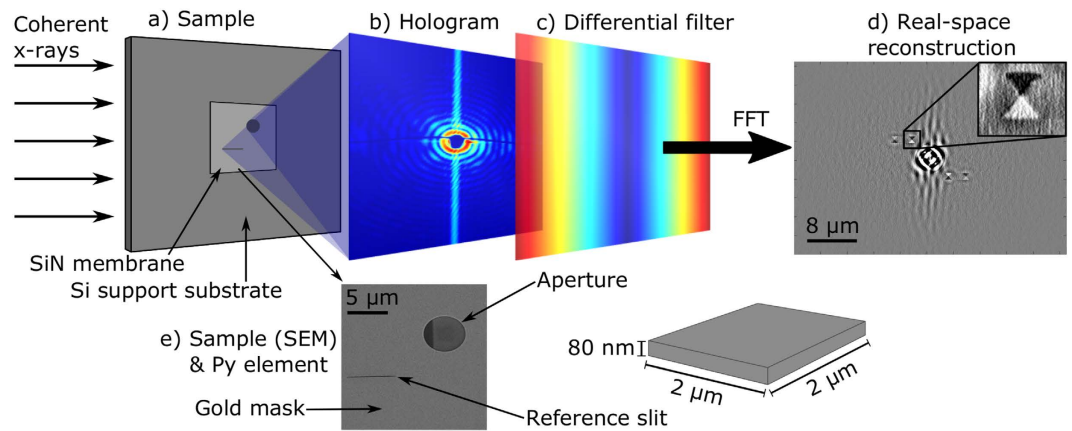 a) Sample
b) Hologram
c) Differential filter
d) Real-space
reconstruction
Coherent
x-rays
FFT
8 µm
SiN membrane
Si support substrate
e) Sample (SEM)
& Py element
5 µm
Aperture
Gold mask
Reference slit
80 nm
2 µm
2 µm